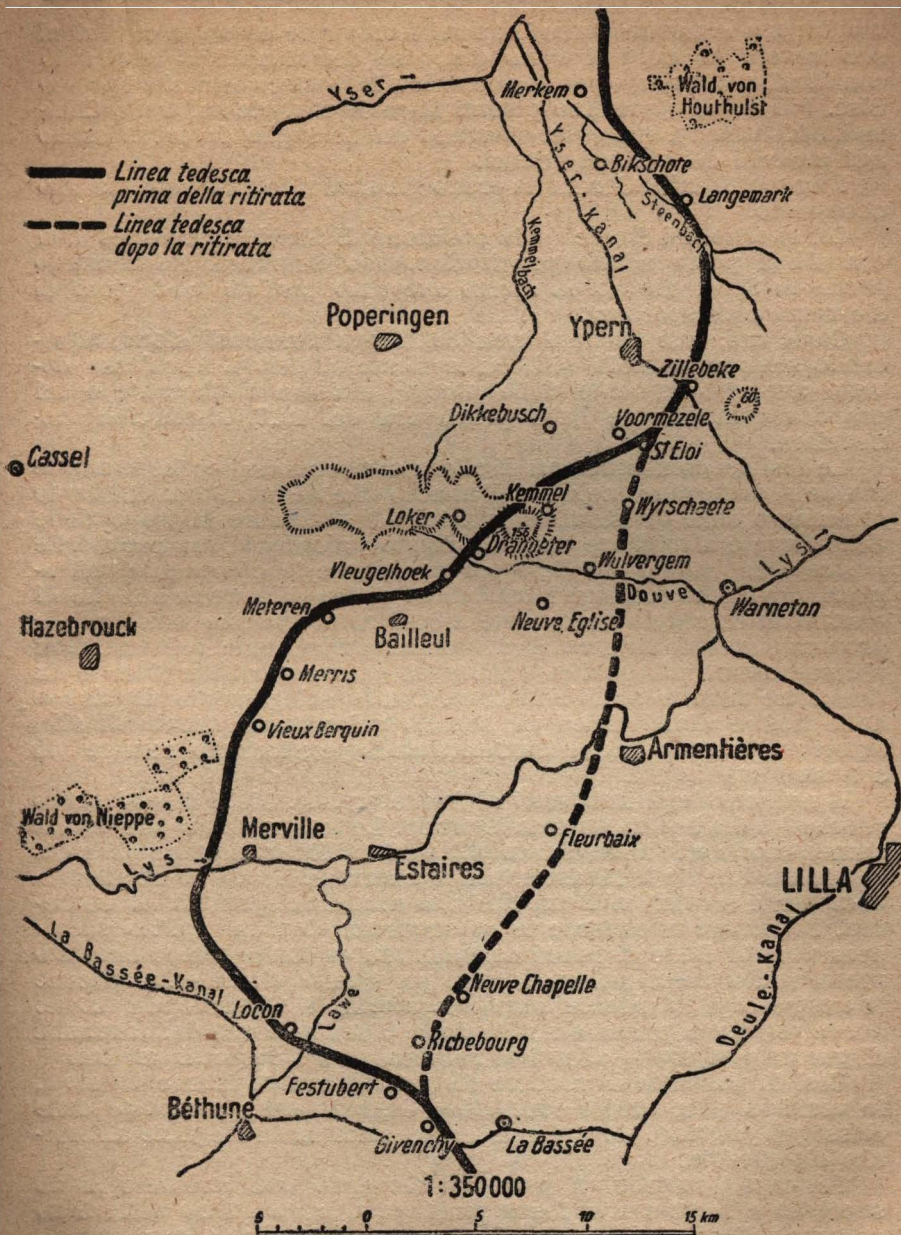 Yser →
Merkem
Wald von
Houthulst
Linea tedesca
prima della ritirata
Linea tedesca
dopo la ritirata
Yser-Kanal
Bikschote
Langemark
Steenbach
Kemmelbach
Poperingen
Ypern
Zillebeke
60
Dikkebusch
Voormezele
St Eloi
Cassel
Kemmel
Loker
156
Wytschaete
Dranoeter
Vleugelhoek
Wulvergem
Lys →
Douve
Meteren
Bailleul
Neuve Eglise
Warneton
Hazebrouck
Merris
Vieux Berquin
Armentières
Wald von Nieppe
Merville
Fleurbaix
Lys →
Estaires
LILLA
La Bassée-Kanal
Lawe
Neuve Chapelle
Deule-Kanal
Locon
Richebourg
Festubert
Béthune
Givenchy
La Bassée
1:350000
5 0 5 10 15 km